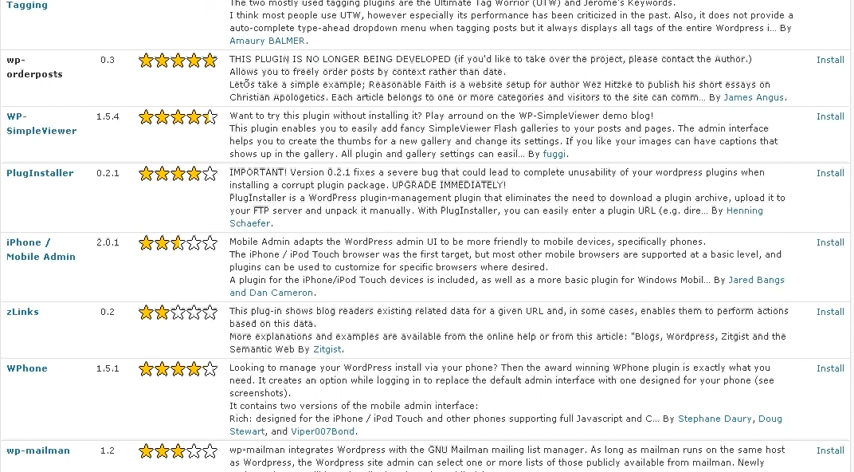 The two mostly used tagging plugins are the Ultimate Tag Worrior (UTW) and Jerome's Keywords.
Tagging
I think most people use UTW, however especially its performance has been criticized in the past. Also, it does not provide a
auto-complete type-ahead dropdown menu when tagging posts but it always displays all tags of the entire Wordpress i... By
Amaury BALMER.
wp-orderposts 0.3 THIS PLUGIN IS NO LONGER BEING DEVELOPED (if you'd like to take over the project, please contact the Author.) Install
Allows you to freely order posts by context rather than date.
LetÕs take a simple example; Reasonable Faith is a website setup for author Wez Hitzke to publish his short essays on
Christian Apologetics. Each article belongs to one or more categories and visitors to the site can comm... By James Angus.
WP-SimpleViewer 1.5.4 Want to try this plugin without installing it? Play arround on the WP-SimpleViewer demo blog! Install
This plugin enables you to easily add fancy SimpleViewer Flash galleries to your posts and pages. The admin interface
helps you to create the thumbs for a new gallery and change its settings. If you like your images can have captions that
shows up in the gallery. All plugin and gallery settings can easil... By fuggi.
PlugInstaller 0.2.1 IMPORTANT! Version 0.2.1 fixes a severe bug that could lead to complete unusability of your wordpress plugins when Install
installing a corrupt plugin package. UPGRADE IMMEDIATELY!
PlugInstaller is a WordPress plugin-management plugin that eliminates the need to download a plugin archive, upload it to
your FTP server and unpack it manually. With PlugInstaller, you can easily enter a plugin URL (e.g. dire... By Henning
Schaefer.
iPhone / Mobile Admin 2.0.1 Mobile Admin adapts the WordPress admin UI to be more friendly to mobile devices, specifically phones. Install
The iPhone / iPod Touch browser was the first target, but most other mobile browsers are supported at a basic level, and
plugins can be used to customize for specific browsers where desired.
A plugin for the iPhone/iPod Touch devices is included, as well as a more basic plugin for Windows Mobil... By Jared Bangs
and Dan Cameron.
zLinks 0.2 This plug-in shows blog readers existing related data for a given URL and, in some cases, enables them to perform actions Install
based on this data.
More explanations and examples are available from the online help or from this article: "Blogs, Wordpress, Zitgist and the
Semantic Web By Zitgist.
WPhone 1.5.1 Looking to manage your WordPress install via your phone? Then the award winning WPhone plugin is exactly what you Install
need. It creates an option while logging in to replace the default admin interface with one designed for your phone (see
screenshots).
It contains two versions of the mobile admin interface:
Rich: designed for the iPhone / iPod Touch and other phones supporting full Javascript and C... By Stephane Daury, Doug
Stewart, and Viper007Bond.
wp-mailman 1.2 wp-mailman integrates Wordpress with the GNU Mailman mailing list manager. As long as mailman runs on the same host Install
as Wordpress, the Wordpress site admin can select one or more lists of those publicly available from mailman. Newly